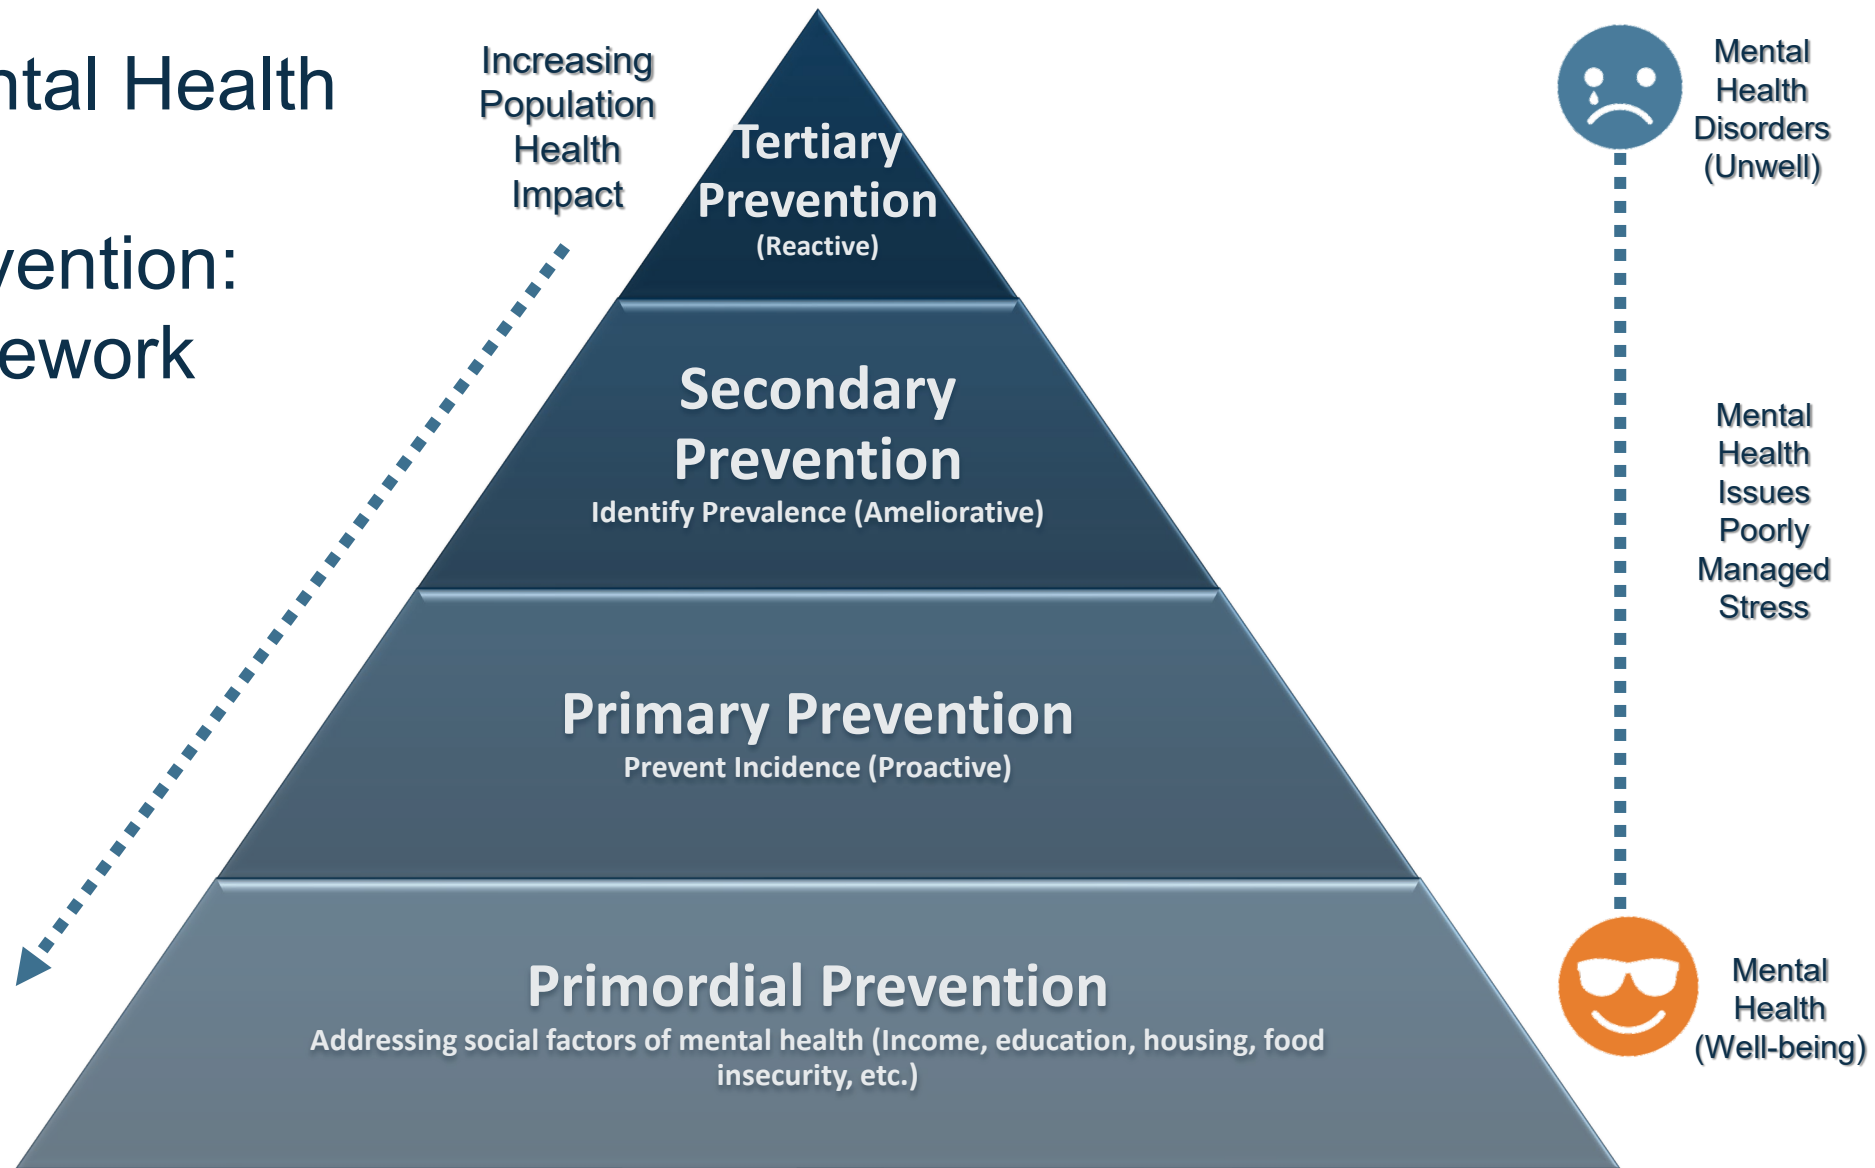 ntal Health
vention:
ework
Increasing
Population
Health
Impact
Tertiary
Prevention
(Reactive)
Secondary
Prevention
Identify Prevalence (Ameliorative)
Primary Prevention
Prevent Incidence (Proactive)
Primordial Prevention
Addressing social factors of mental health (Income, education, housing, food
insecurity, etc.)
Mental
Health
Disorders
(Unwell)
Mental
Health
Issues
Poorly
Managed
Stress
Mental
Health
(Well-being)